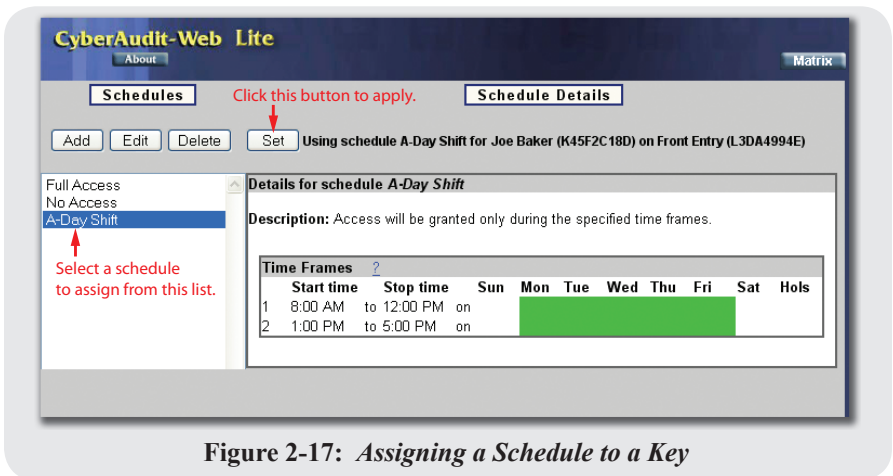 CyberAudit-Web Lite
About
Matrix
Schedules
Click this button to apply.
Schedule Details
Add Edit Delete Set Using schedule A-Day Shift for Joe Baker (K45F2C18D) on Front Entry (L3DA4994E)
Full Access
No Access
A-Day Shift
Select a schedule
to assign from this list.
Details for schedule A-Day Shift
Description: Access will be granted only during the specified time frames.
Time Frames ?
Start time Stop time Sun Mon Tue Wed Thu Fri Sat Hols
1 8:00 AM to 12:00 PM on
2 1:00 PM to 5:00 PM on
Figure 2-17: Assigning a Schedule to a Key